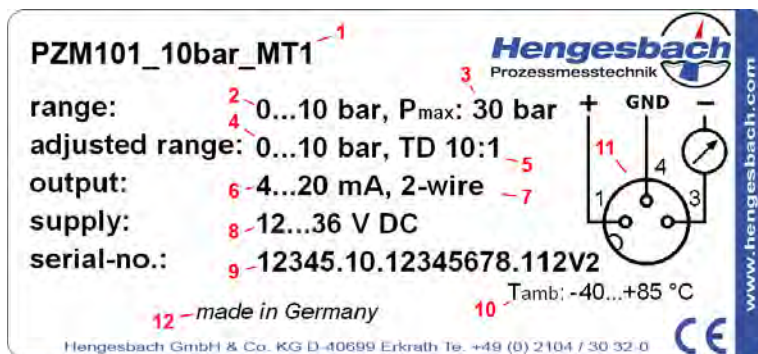 PZM101_10bar_MT1
1
Hengesbach
Prozessmesstechnik
range:
2
0...10 bar, Pmax: 30 bar
3
adjusted range:
4
0...10 bar, TD 10:1
5
output:
6
4...20 mA, 2-wire
7
supply:
8
12...36 V DC
serial-no.:
9
12345.10.12345678.112V2
+ GND −
11
4
1
3
10
Tamb: -40...+85 °C
12
made in Germany
Hengesbach GmbH & Co. KG D-40699 Erkrath Te. +49 (0) 2104 / 30 32-0
CE
www.hengesbach.com